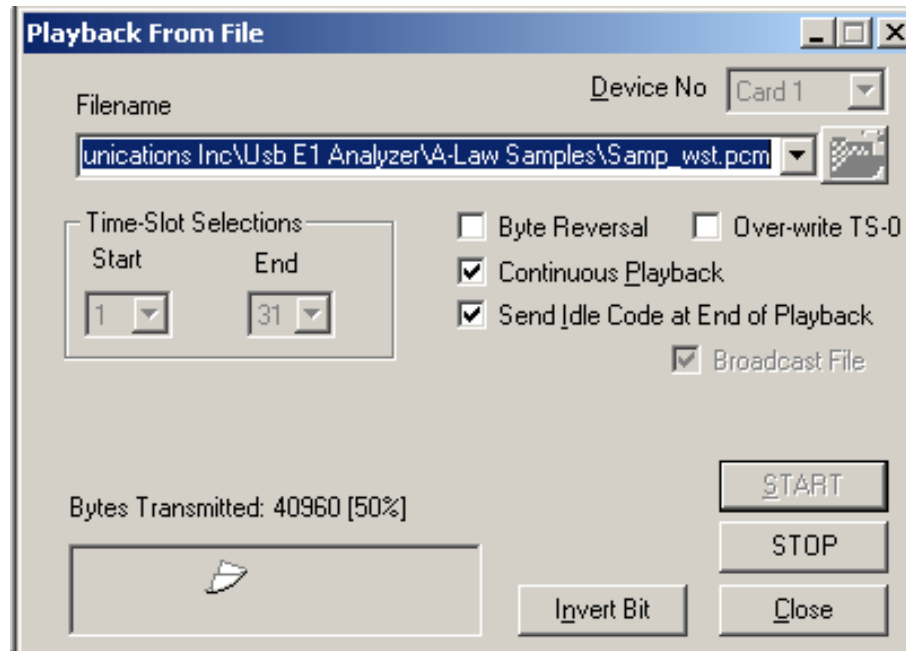 Playback From File
Device No Card 1
Filename
unications Inc\Usb E1 Analyzer\A-Law Samples\Samp_wst.pcm
Time-Slot Selections
Start End
1 31
Byte Reversal Over-write TS-0
Continuous Playback
Send Idle Code at End of Playback
Broadcast File
Bytes Transmitted: 40960 [50%]
START
STOP
Invert Bit Close